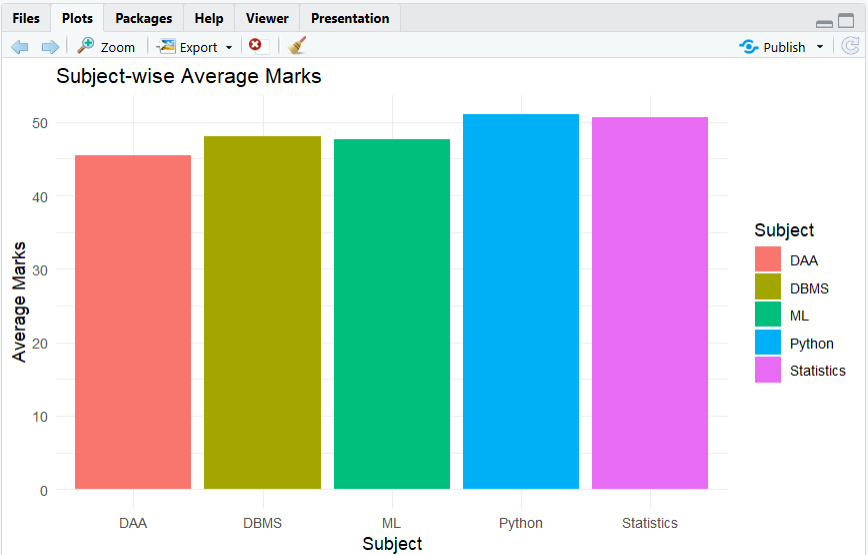 Files Plots Packages Help Viewer Presentation
Zoom Export Publish
Subject-wise Average Marks
50
40
30
20
10
0
Average Marks
DAA DBMS ML Python Statistics
Subject
Subject
DAA
DBMS
ML
Python
Statistics